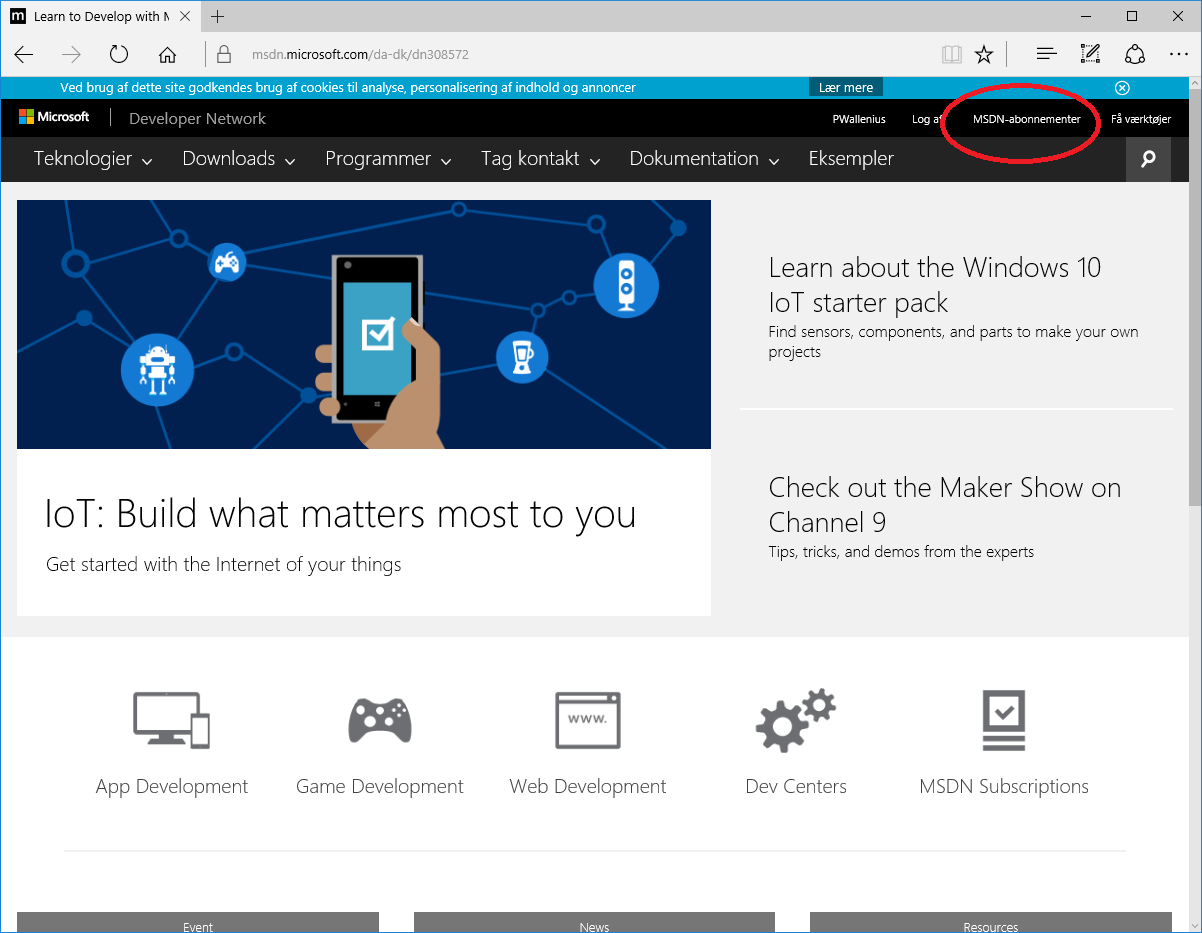 Learn to Develop with M
msdn.microsoft.com/da-dk/dn308572
Ved brug af dette site godkendes brug af cookies til analyse, personalisering af indhold og annoncer
Lær mere
Microsoft
Developer Network
PWallenius
Log af
MSDN-abonnementer
Få værktøjer
Teknologier
Downloads
Programmer
Tag kontakt
Dokumentation
Eksempler
Learn about the Windows 10
IoT starter pack
Find sensors, components, and parts to make your own
projects
IoT: Build what matters most to you
Get started with the Internet of your things
Check out the Maker Show on
Channel 9
Tips, tricks, and demos from the experts
www.
App Development
Game Development
Web Development
Dev Centers
MSDN Subscriptions
Event
News
Resources